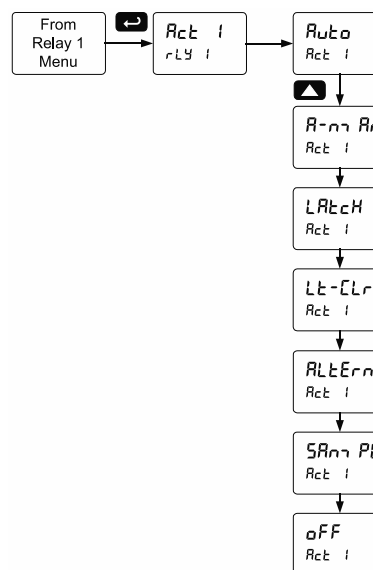 From
Relay 1
Menu
Act 1
rLY 1
Auto
Act 1
A-m
Act 1
LAtcH
Act 1
Lt-CLr
Act 1
ALtErn
Act 1
SAm
Act 1
oFF
Act 1